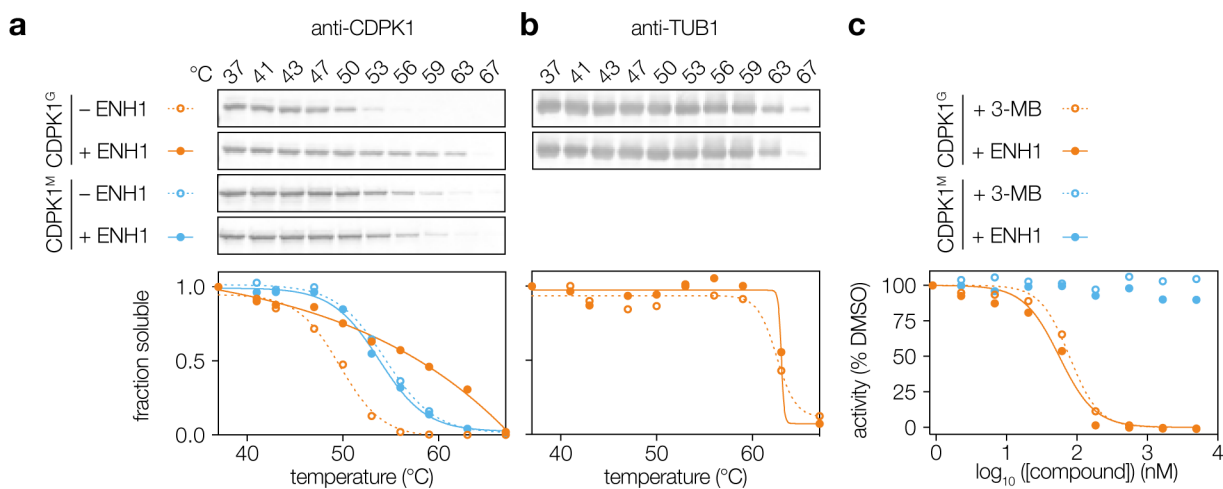 a
anti-CDPK1
°C 37 41 43 47 50 53 56 59 63 67
CDPK1ᴳ
− ENH1
+ ENH1
CDPK1ᴹ
− ENH1
+ ENH1
fraction soluble
1.0
0.5
0.0
40 50 60
temperature (°C)
b
anti-TUB1
37 41 43 47 50 53 56 59 63 67
40 50 60
temperature (°C)
c
CDPK1ᴳ
+ 3-MB
+ ENH1
CDPK1ᴹ
+ 3-MB
+ ENH1
activity (% DMSO)
100
75
50
25
0
0 1 2 3 4
log₁₀ ([compound]) (nM)